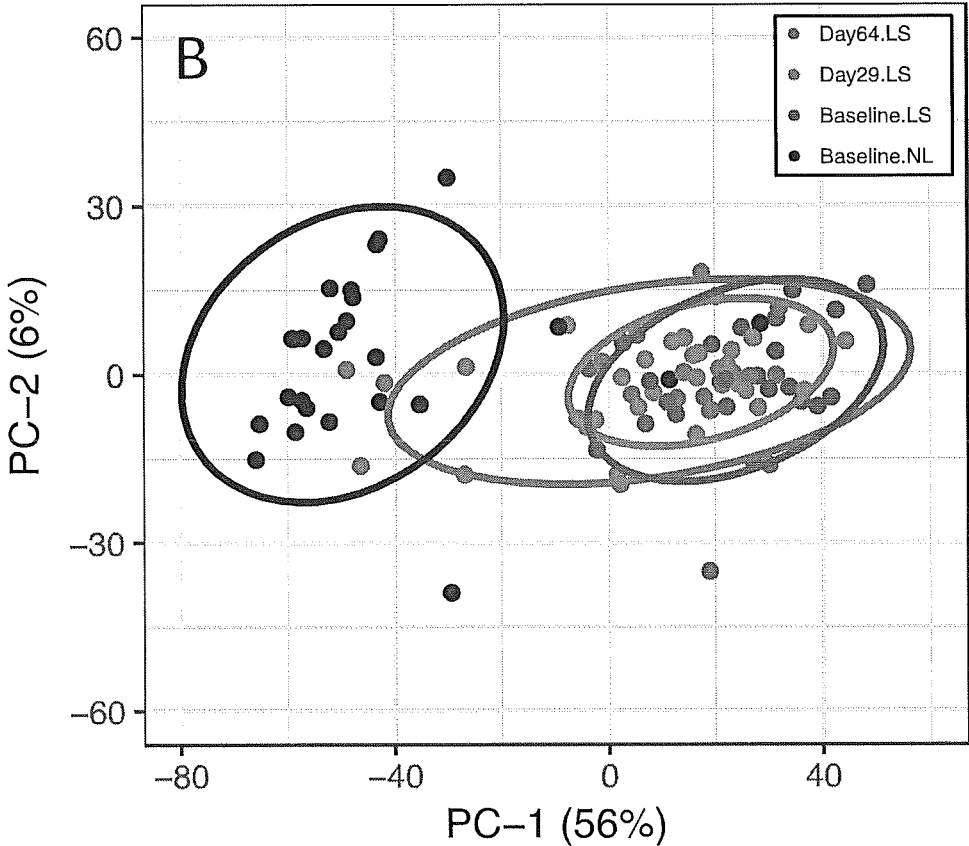 B
Day64.LS
Day29.LS
Baseline.LS
Baseline.NL
60
30
0
−30
−60
PC−2 (6%)
−80
−40
0
40
PC−1 (56%)